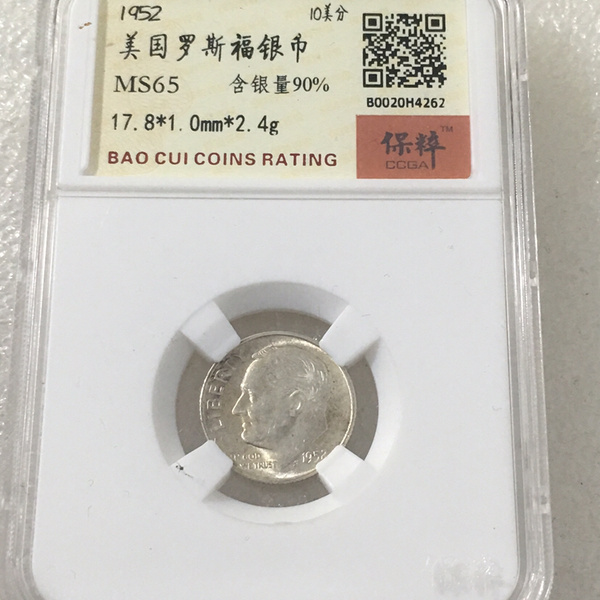 1952 10美分
美国罗斯福银币
MS65 含银量90%
17.8*1.0mm*2.4g
B0020H4262
BAO CUI COINS RATING
保粹™
CCGA
LIBERTY
IN GOD
WE TRUST
1952